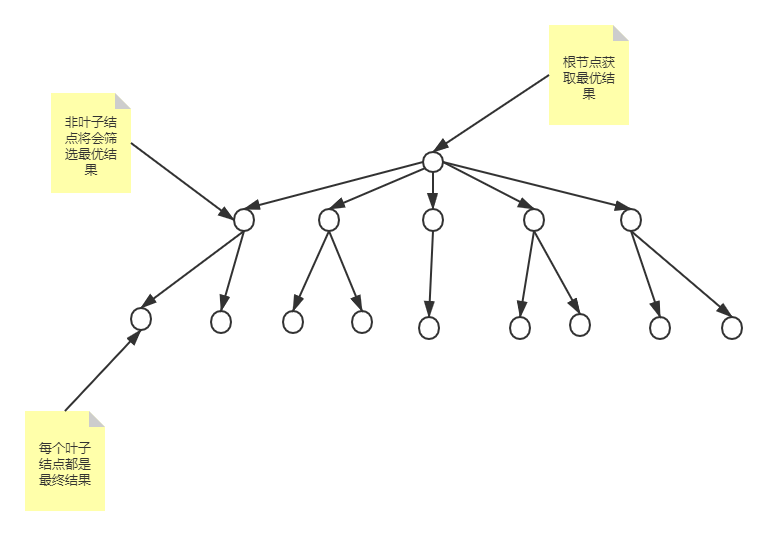 根节点获
取最优结
果
非叶子结
点将会筛
选最优结
果
每个叶子
结点都是
最终结果